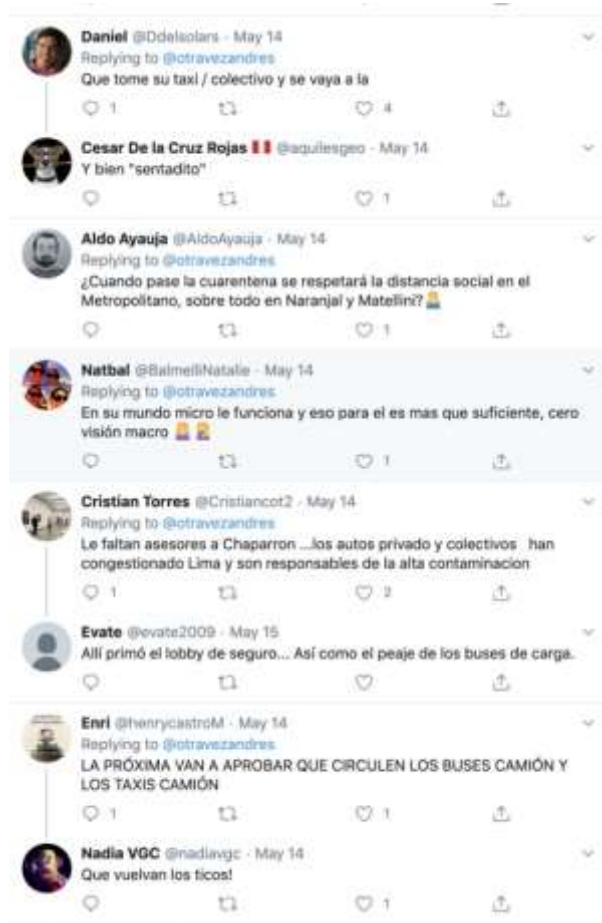 Daniel @Ddelsolars · May 14
Replying to @otravezandres
Que tome su taxi / colectivo y se vaya a la
1 4
Cesar De la Cruz Rojas @aquilesgeo · May 14
Y bien "sentadito"
1
Aldo Ayauja @AldoAyauja · May 14
Replying to @otravezandres
¿Cuando pase la cuarentena se respetará la distancia social en el
Metropolitano, sobre todo en Naranjal y Matellini?
1
Natbal @BalmelliNatalie · May 14
Replying to @otravezandres
En su mundo micro le funciona y eso para el es mas que suficiente, cero
visión macro
1
Cristian Torres @Cristiancot2 · May 14
Replying to @otravezandres
Le faltan asesores a Chaparron ...los autos privado y colectivos han
congestionado Lima y son responsables de la alta contaminacion
1 2
Evate @evate2009 · May 15
Allí primó el lobby de seguro... Así como el peaje de los buses de carga.
Enri @henrycastroM · May 14
Replying to @otravezandres
LA PRÓXIMA VAN A APROBAR QUE CIRCULEN LOS BUSES CAMIÓN Y
LOS TAXIS CAMIÓN
1 1
Nadia VGC @nadiavgc · May 14
Que vuelvan los ticos!
1